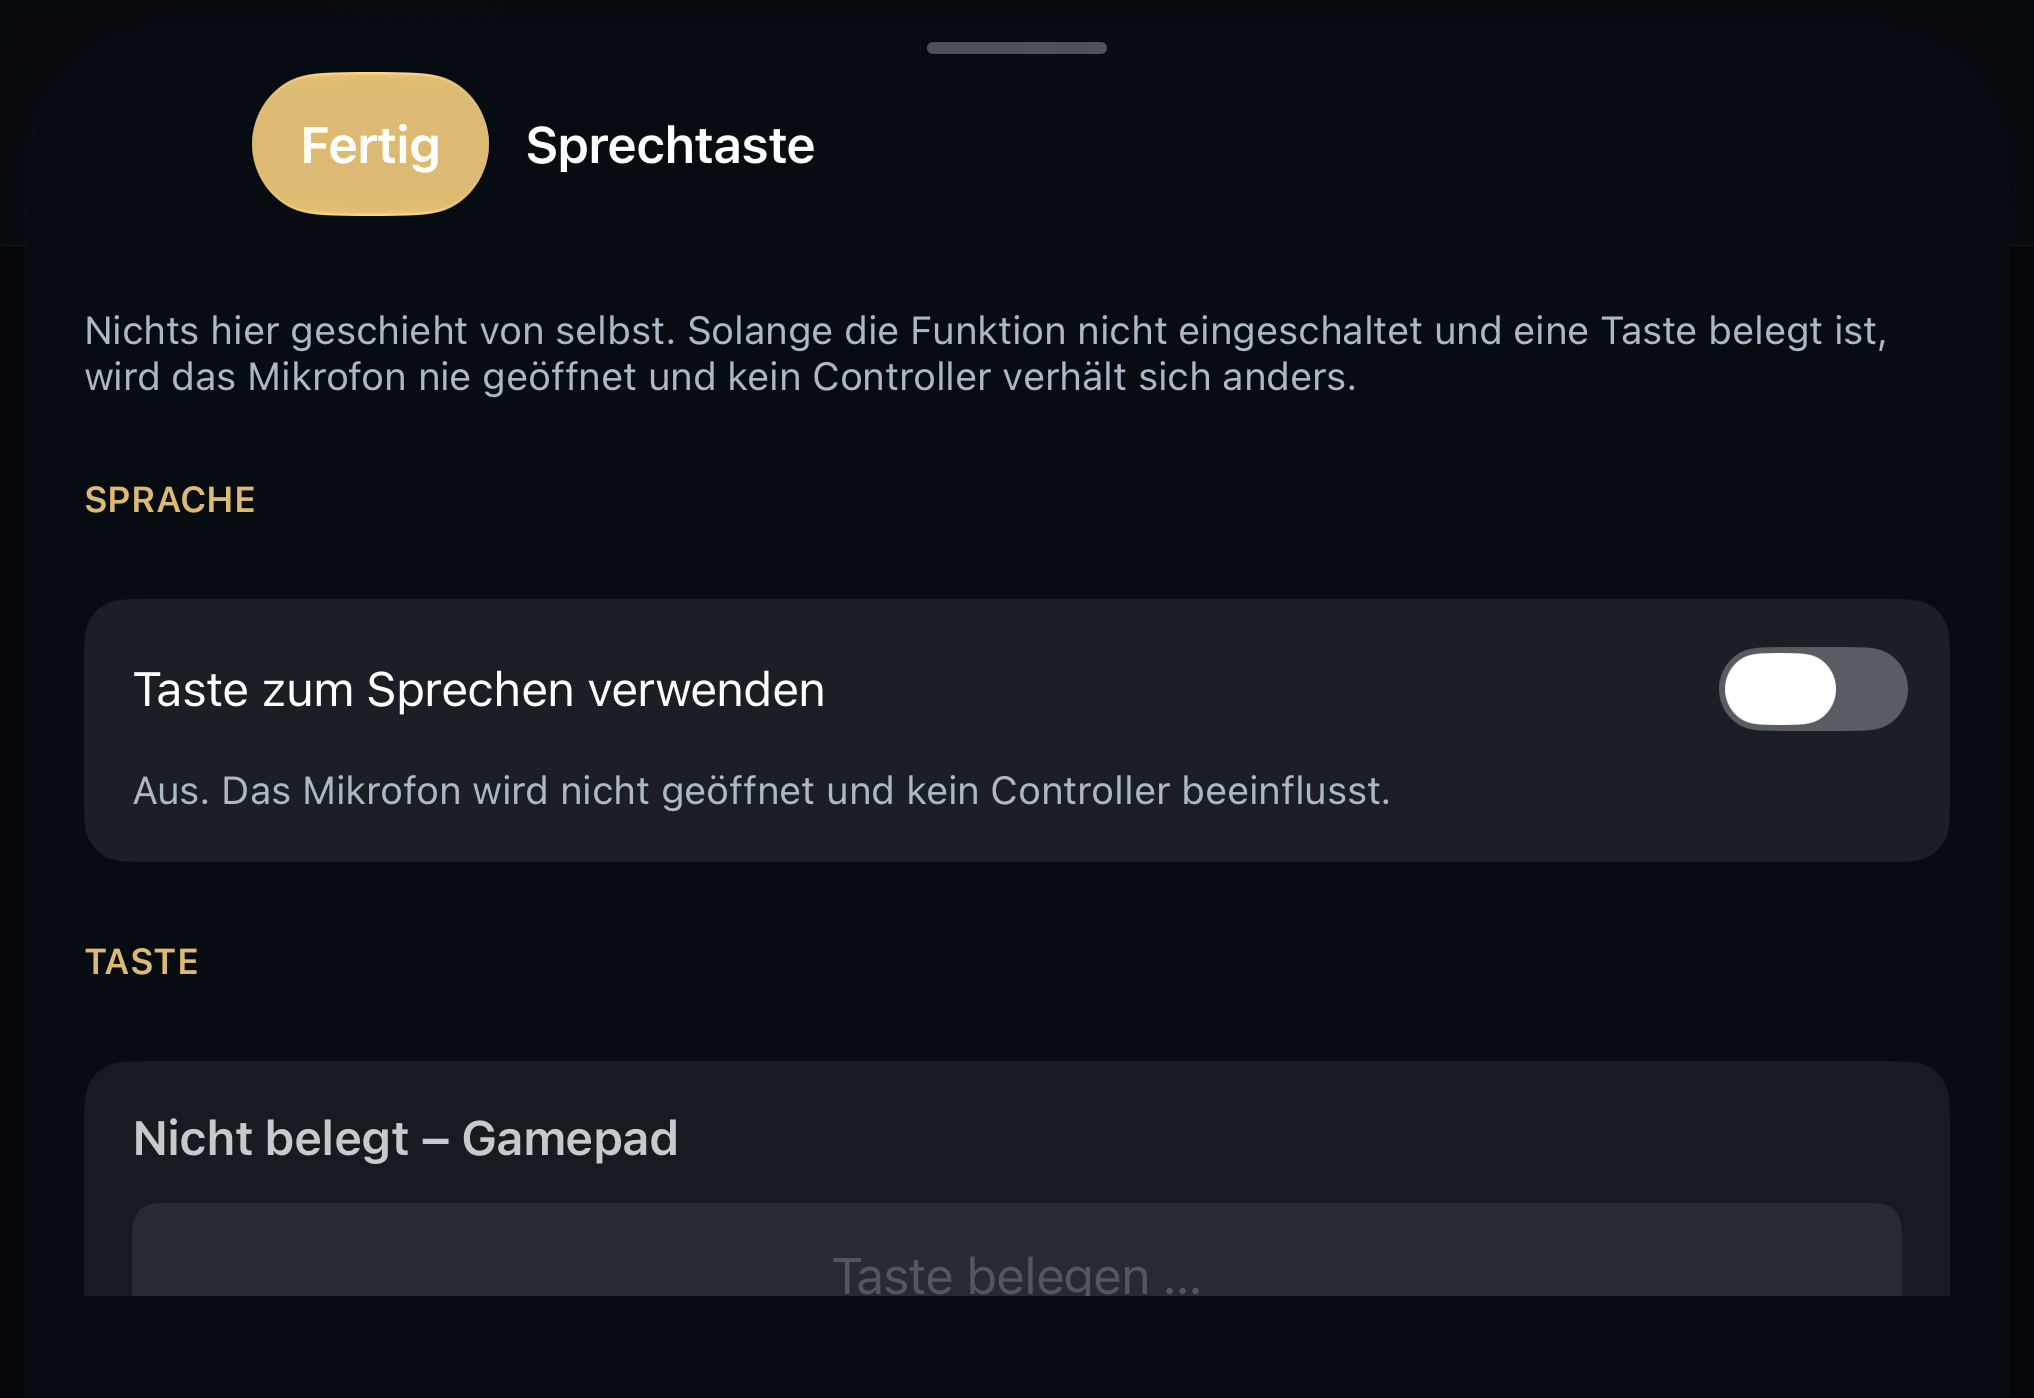 Fertig
Sprechtaste
Nichts hier geschieht von selbst. Solange die Funktion nicht eingeschaltet und eine Taste belegt ist,
wird das Mikrofon nie geöffnet und kein Controller verhält sich anders.
SPRACHE
Taste zum Sprechen verwenden
Aus. Das Mikrofon wird nicht geöffnet und kein Controller beeinflusst.
TASTE
Nicht belegt – Gamepad
Taste belegen ...